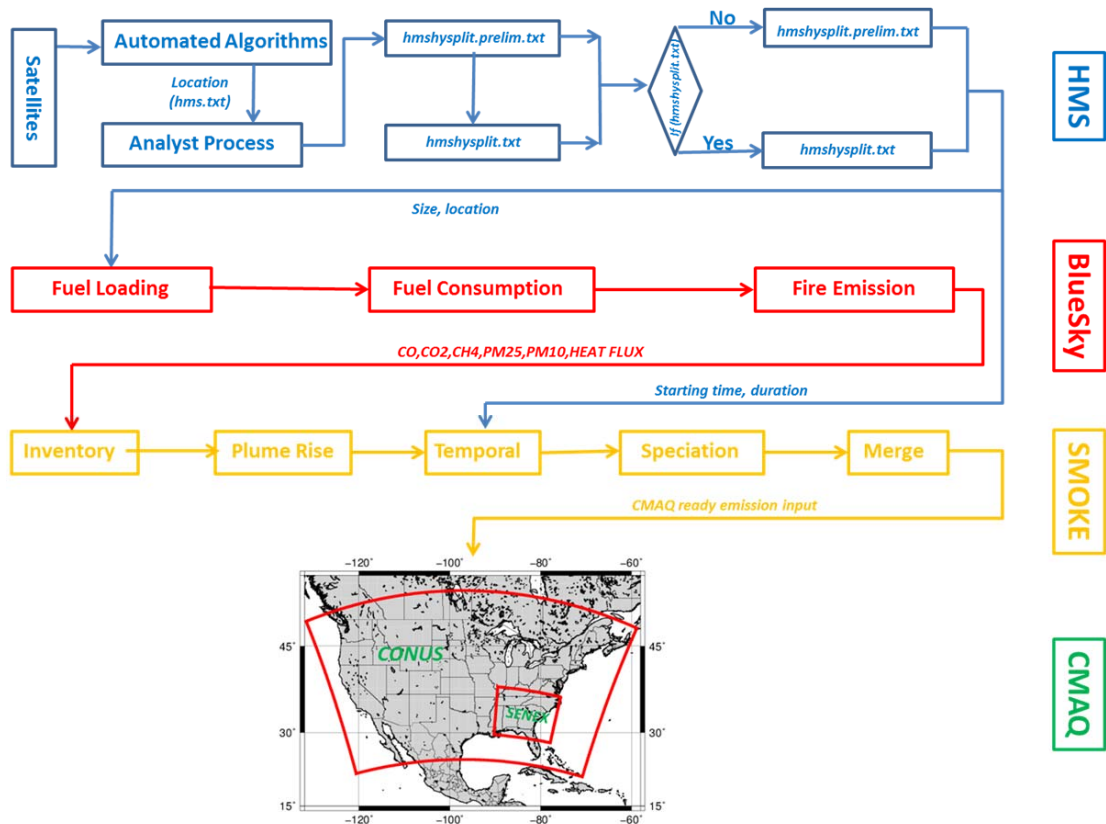 Satellites
Automated Algorithms
Location
(hms.txt)
Analyst Process
hmshysplit.prelim.txt
hmshysplit.txt
If (hmshysplit.txt)
No
Yes
hmshysplit.prelim.txt
hmshysplit.txt
HMS
Size, location
Fuel Loading
Fuel Consumption
Fire Emission
BlueSky
CO,CO2,CH4,PM25,PM10,HEAT FLUX
Starting time, duration
Inventory
Plume Rise
Temporal
Speciation
Merge
SMOKE
CMAQ ready emission input
−120° −100° −80° −60°
45° 45°
CONUS
SENEX
30° 30°
15° 15°
−120° −100° −80° −60°
CMAQ